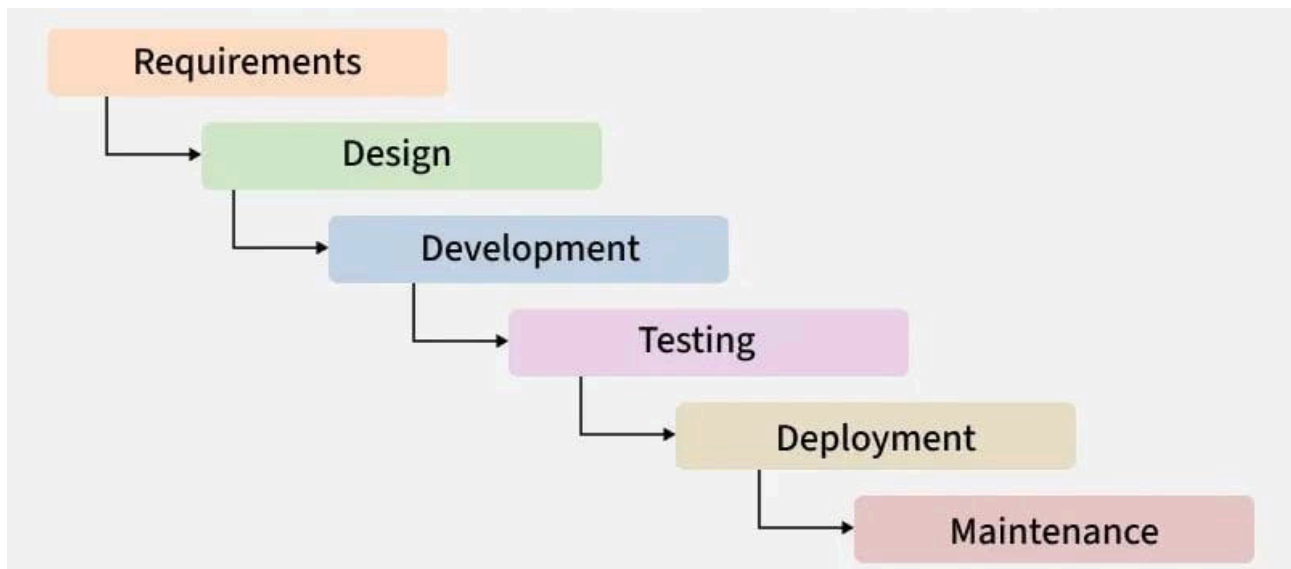 Requirements
Design
Development
Testing
Deployment
Maintenance